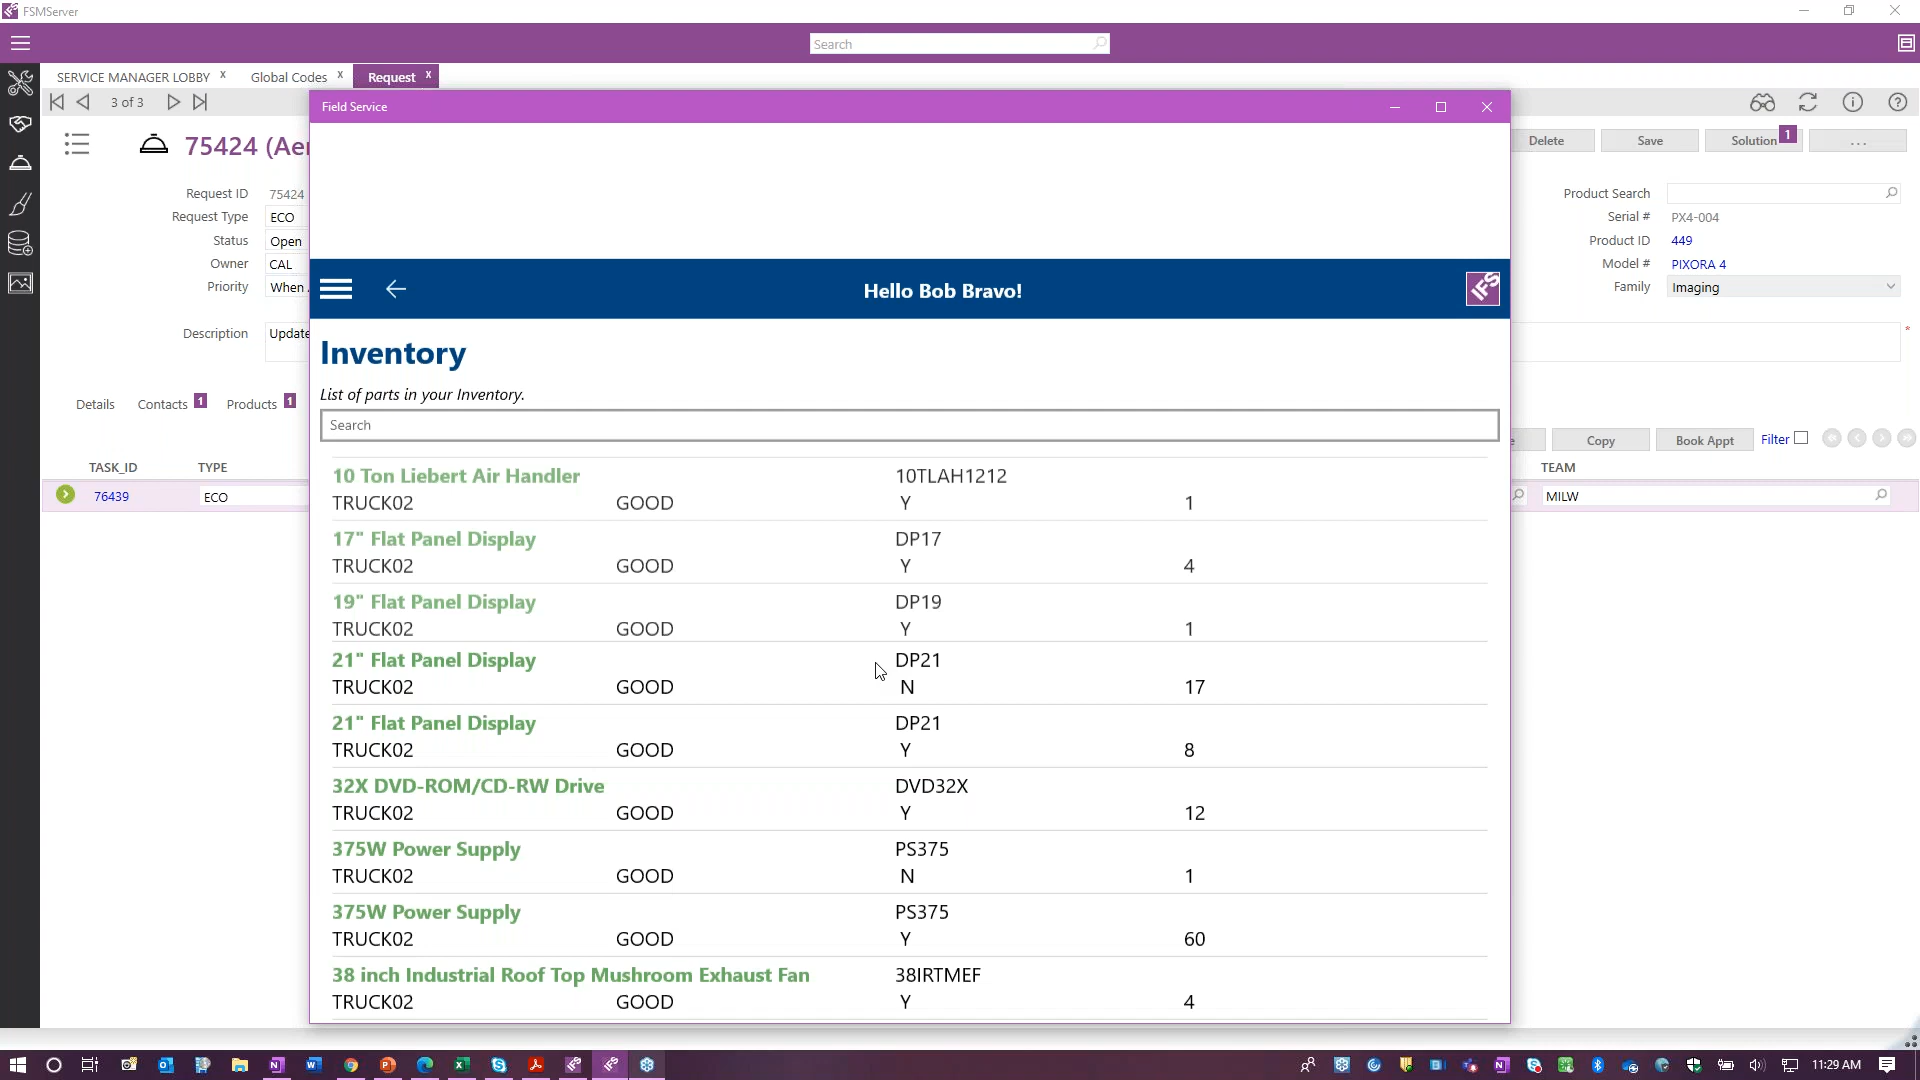 FSMServer
Search
SERVICE MANAGER LOBBY x Global Codes x Request x
3 of 3
Field Service
75424 (Aer
Delete Save Solution 1 ...
Request ID 75424
Request Type ECO
Status Open
Owner CAL
Priority When
Description Update
Product Search
Serial # PX4-004
Product ID 449
Model # PIXORA 4
Family Imaging
*
Hello Bob Bravo!
IFS
Inventory
List of parts in your Inventory.
Search
Details Contacts 1 Products 1
e Copy Book Appt Filter
TASK_ID TYPE TEAM
76439 ECO MILW
10 Ton Liebert Air Handler 10TLAH1212
TRUCK02 GOOD Y 1
17" Flat Panel Display DP17
TRUCK02 GOOD Y 4
19" Flat Panel Display DP19
TRUCK02 GOOD Y 1
21" Flat Panel Display DP21
TRUCK02 GOOD N 17
21" Flat Panel Display DP21
TRUCK02 GOOD Y 8
32X DVD-ROM/CD-RW Drive DVD32X
TRUCK02 GOOD Y 12
375W Power Supply PS375
TRUCK02 GOOD N 1
375W Power Supply PS375
TRUCK02 GOOD Y 60
38 inch Industrial Roof Top Mushroom Exhaust Fan 38IRTMEF
TRUCK02 GOOD Y 4
11:29 AM